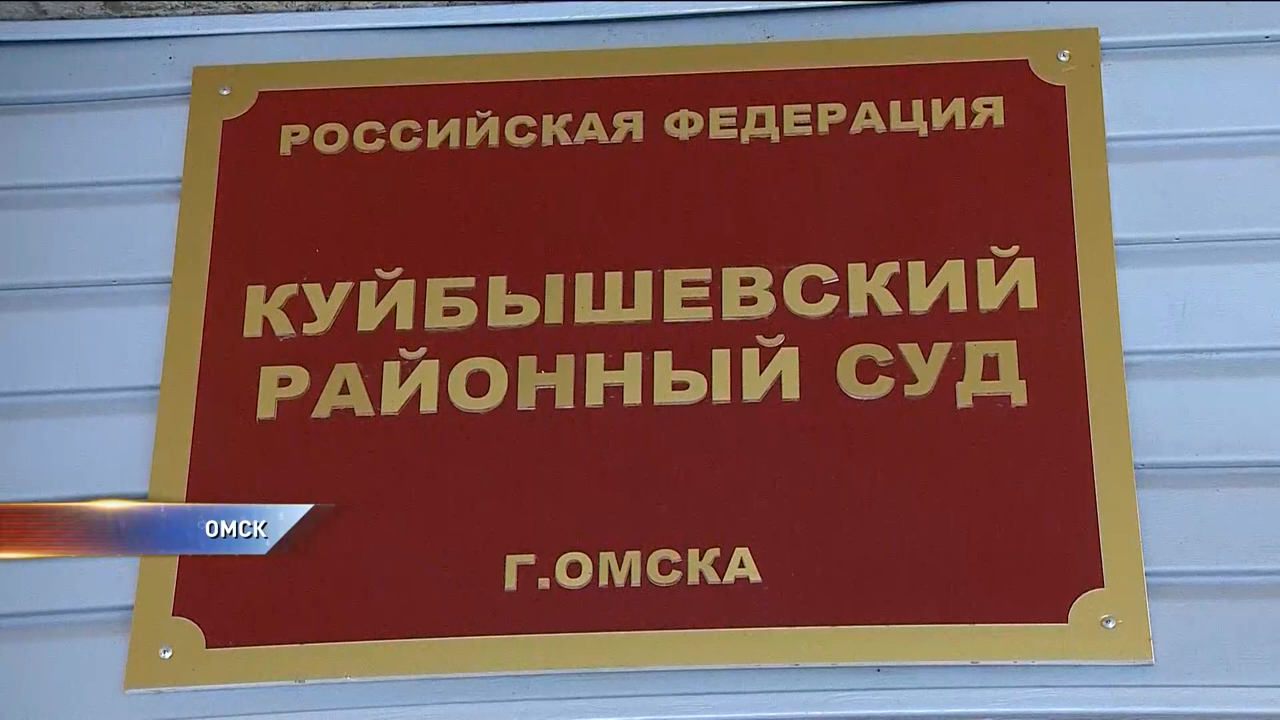 РОССИЙСКАЯ ФЕДЕРАЦИЯ
КУЙБЫШЕВСКИЙ
РАЙОННЫЙ СУД
ОМСК
Г.ОМСКА